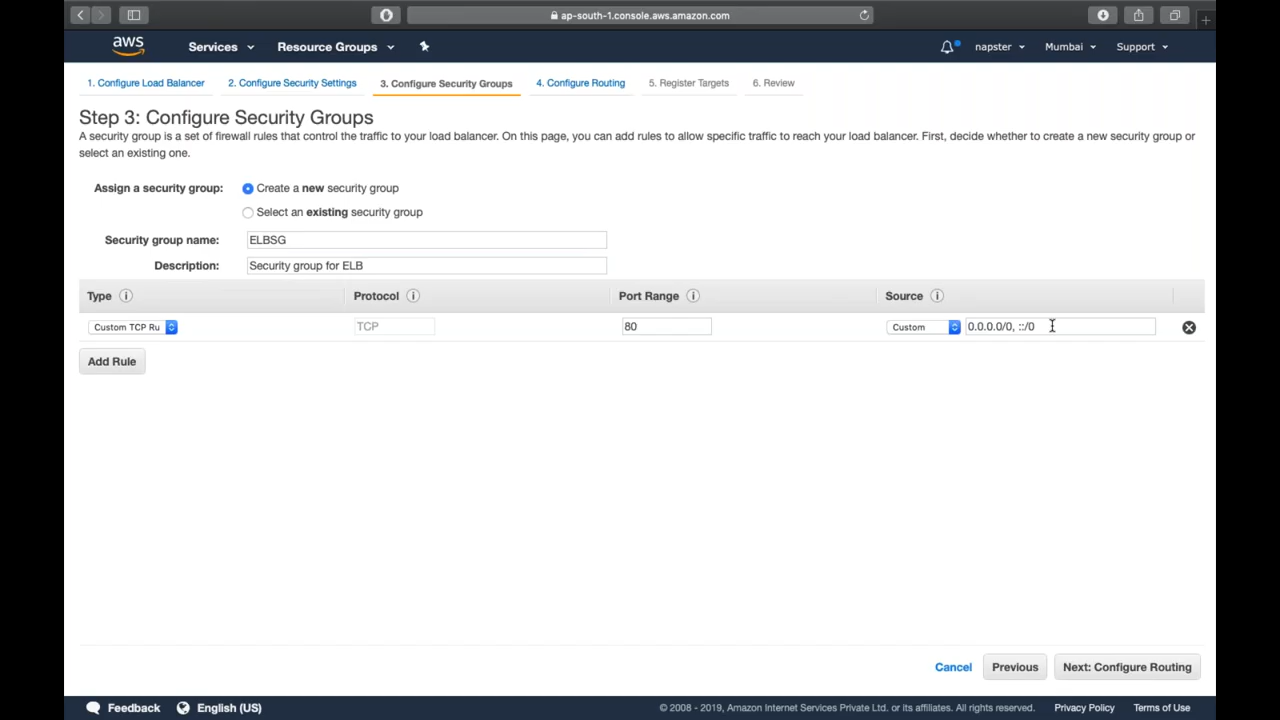 ap-south-1.console.aws.amazon.com
aws Services Resource Groups napster Mumbai Support
1. Configure Load Balancer 2. Configure Security Settings 3. Configure Security Groups 4. Configure Routing 5. Register Targets 6. Review
Step 3: Configure Security Groups
A security group is a set of firewall rules that control the traffic to your load balancer. On this page, you can add rules to allow specific traffic to reach your load balancer. First, decide whether to create a new security group or
select an existing one.
Assign a security group: Create a new security group
Select an existing security group
Security group name: ELBSG
Description: Security group for ELB
Type Protocol Port Range Source
Custom TCP Ru TCP 80 Custom 0.0.0.0/0, ::/0
Add Rule
Cancel Previous Next: Configure Routing
Feedback English (US) © 2008 - 2019, Amazon Internet Services Private Ltd. or its affiliates. All rights reserved. Privacy Policy Terms of Use